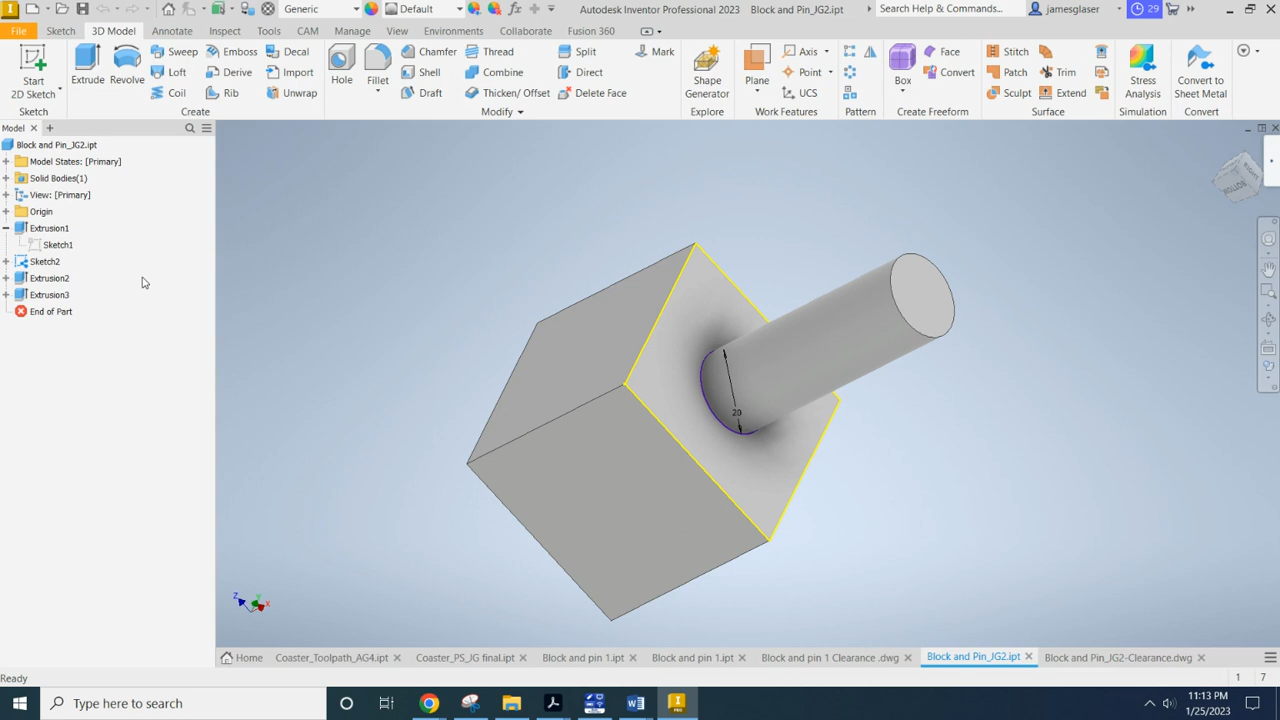 Generic
Default
Autodesk Inventor Professional 2023 Block and Pin_JG2.ipt
Search Help & Commands...
jamesglaser
29
File Sketch 3D Model Annotate Inspect Tools CAM Manage View Environments Collaborate Fusion 360
Start
2D Sketch
Extrude
Revolve
Sweep
Loft
Coil
Emboss
Derive
Rib
Decal
Import
Unwrap
Hole
Fillet
Chamfer
Shell
Draft
Thread
Combine
Thicken/ Offset
Split
Direct
Delete Face
Mark
Shape
Generator
Plane
Axis
Point
UCS
Box
Face
Convert
Stitch
Patch
Sculpt
Trim
Extend
Stress
Analysis
Convert to
Sheet Metal
Sketch Create Modify Explore Work Features Pattern Create Freeform Surface Simulation Convert
Model
Block and Pin_JG2.ipt
Model States: [Primary]
Solid Bodies(1)
View: [Primary]
Origin
Extrusion1
Sketch1
Sketch2
Extrusion2
Extrusion3
End of Part
20
RIGHT
BOTTOM
Z Y X
Home Coaster_Toolpath_AG4.ipt Coaster_PS_JG final.ipt Block and pin 1.ipt Block and pin 1.ipt Block and pin 1 Clearance .dwg Block and Pin_JG2.ipt Block and Pin_JG2-Clearance.dwg
Ready
1 7
Type here to search
11:13 PM
1/25/2023